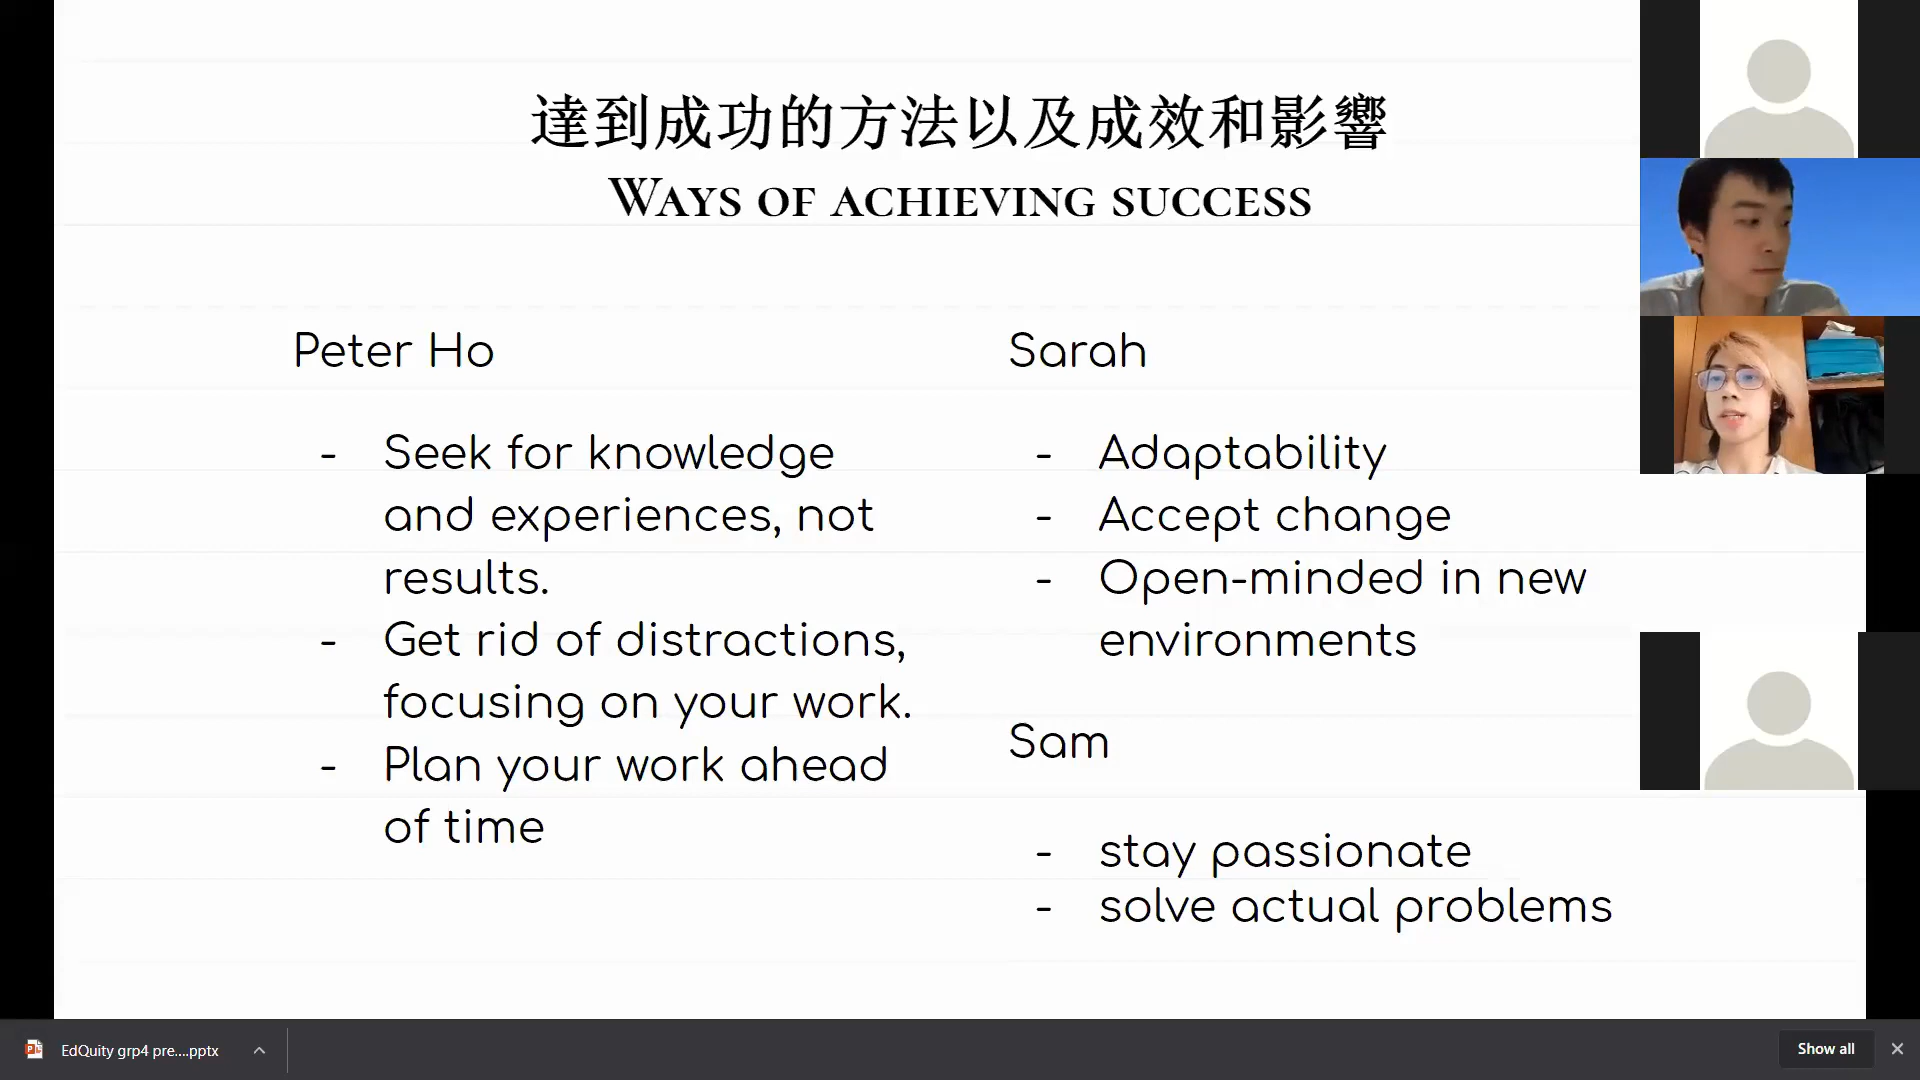 達到成功的方法以及成效和影響
Ways of achieving success
Peter Ho
- Seek for knowledge
and experiences, not
results.
- Get rid of distractions,
focusing on your work.
- Plan your work ahead
of time
Sarah
- Adaptability
- Accept change
- Open-minded in new
environments
Sam
- stay passionate
- solve actual problems
EdQuity grp4 pre....pptx
Show all